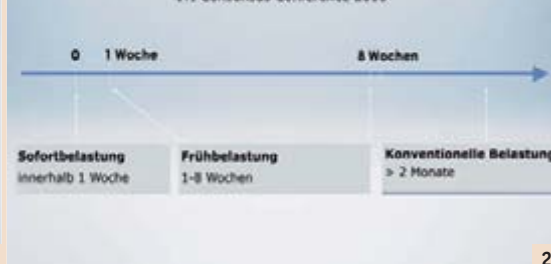 0 1 Woche 8 Wochen
Sofortbelastung
innerhalb 1 Woche
Frühbelastung
1-8 Wochen
Konventionelle Belastung
> 2 Monate
2